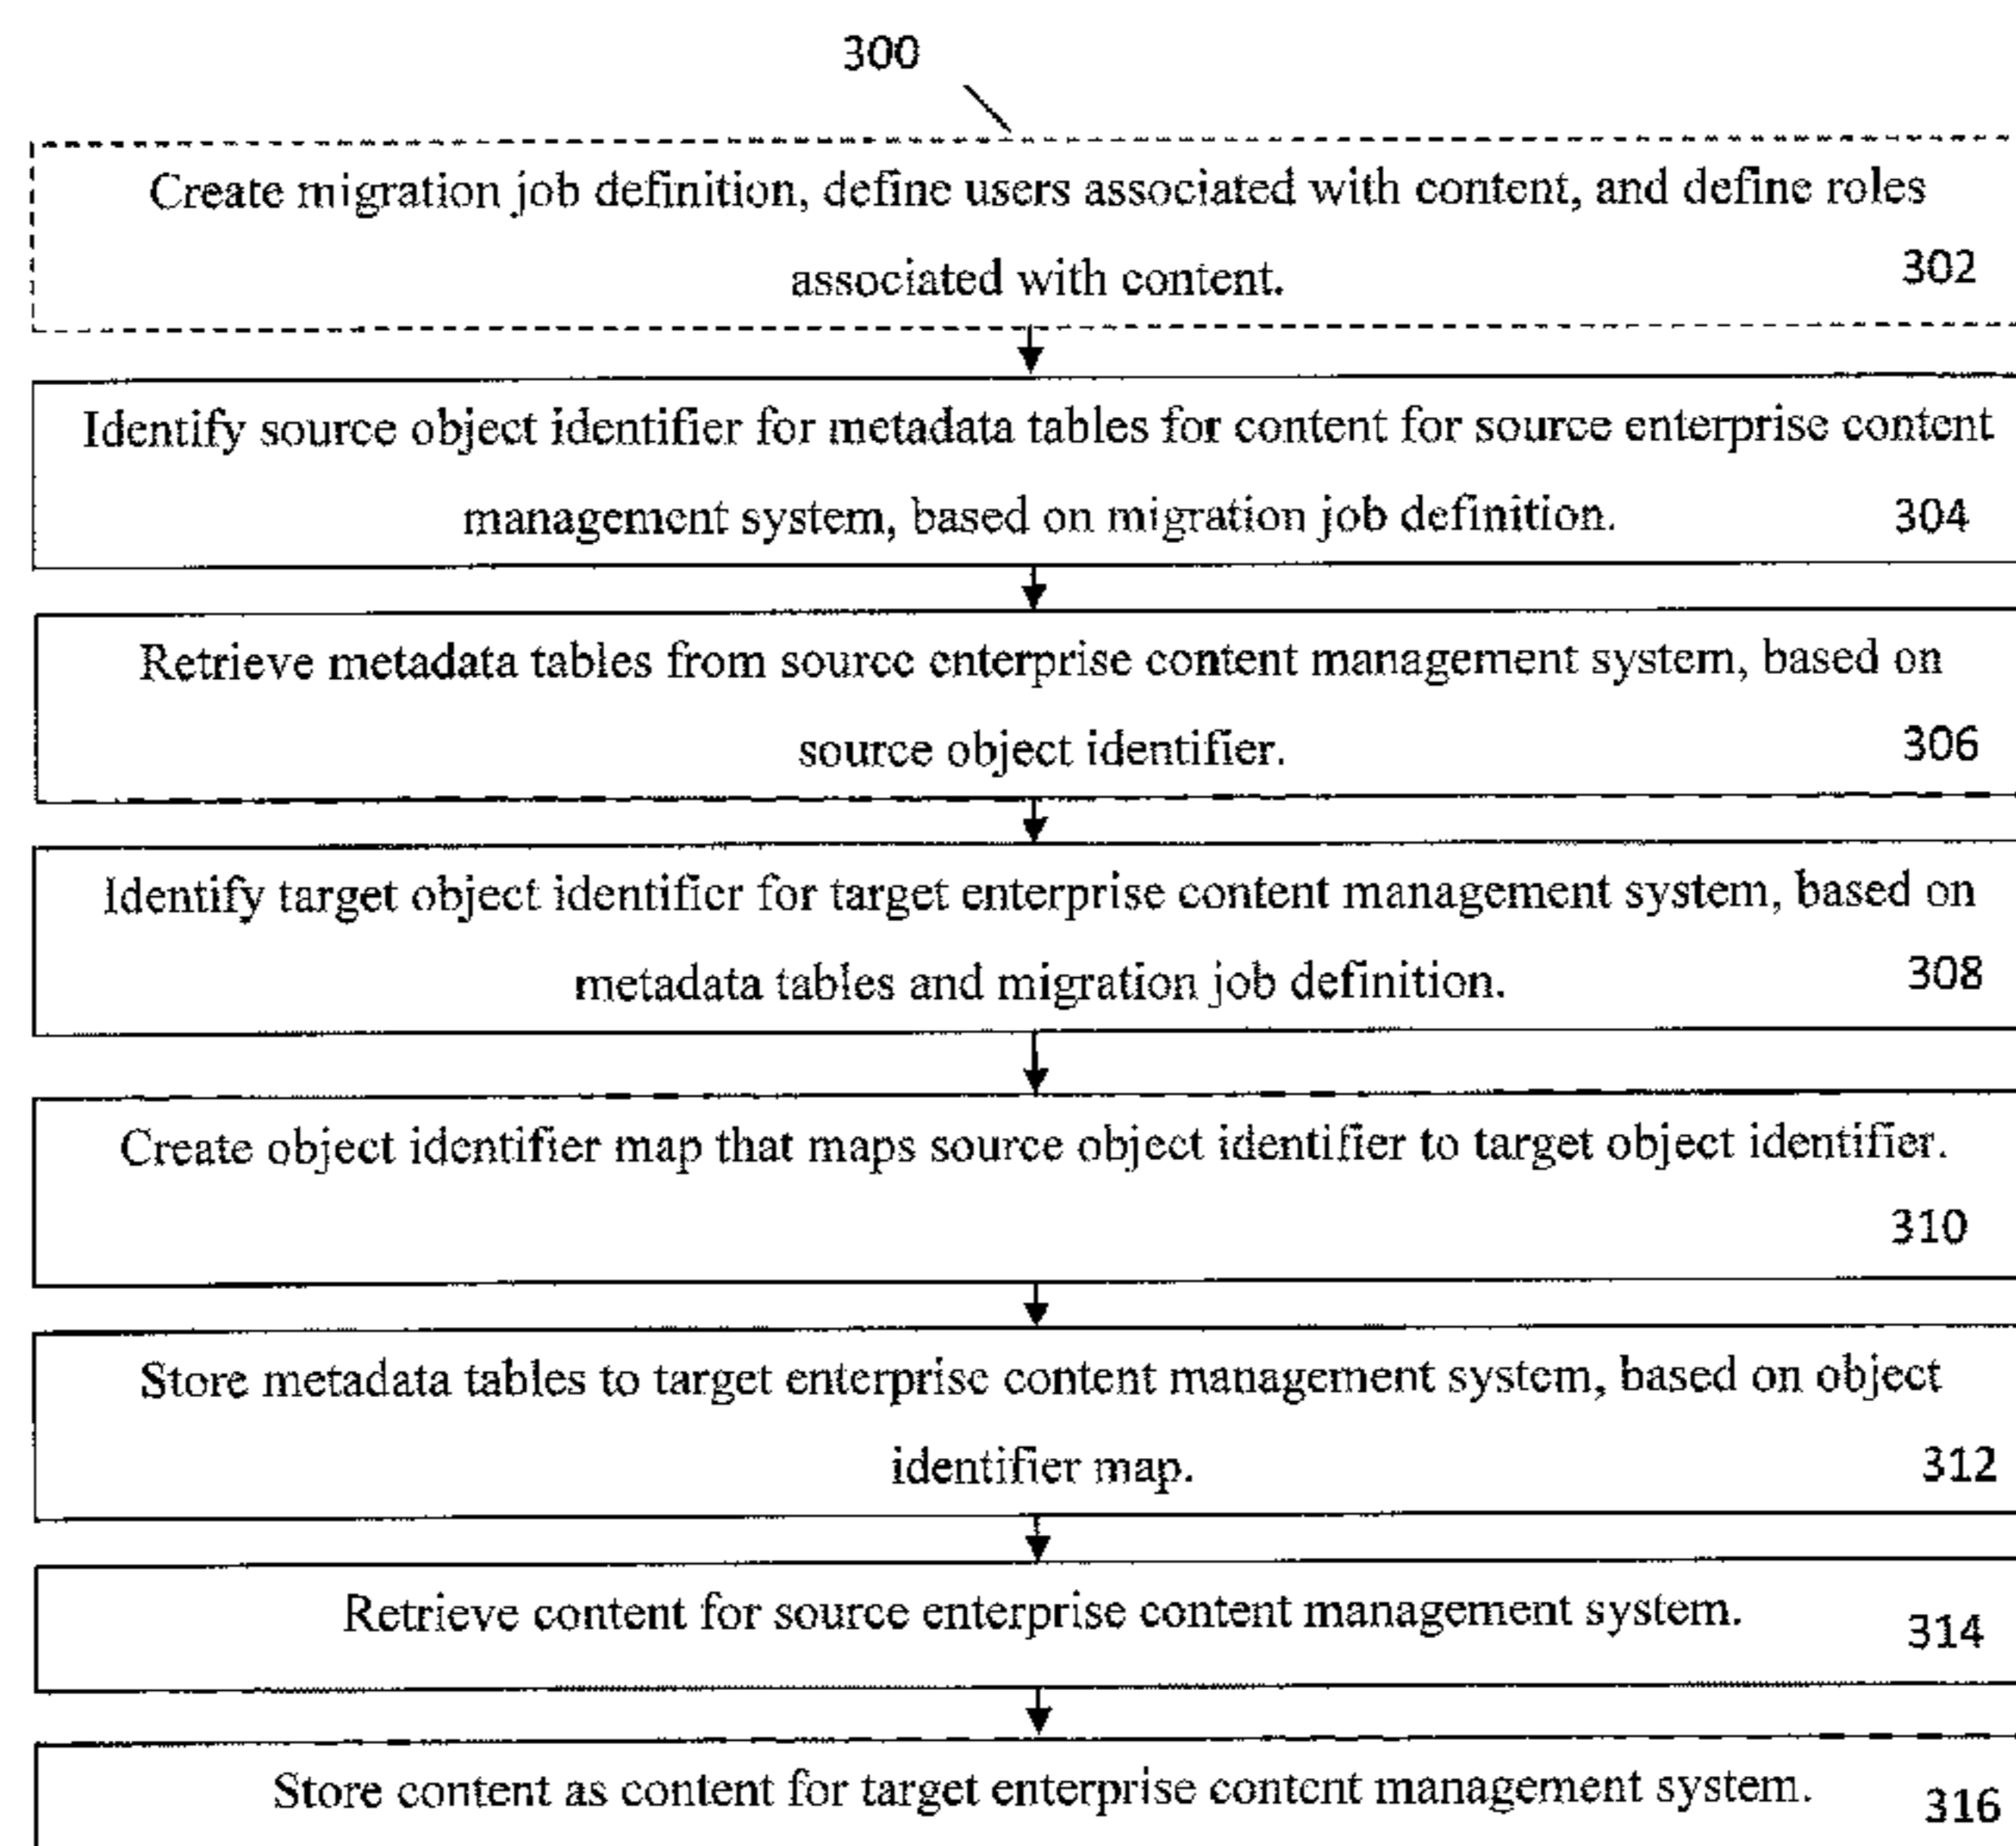 300
Create migration job definition, define users associated with content, and define roles
associated with content.
302
Identify source object identifier for metadata tables for content for source enterprise content
management system, based on migration job definition.
304
Retrieve metadata tables from source enterprise content management system, based on
source object identifier.
306
Identify target object identifier for target enterprise content management system, based on
metadata tables and migration job definition.
308
Create object identifier map that maps source object identifier to target object identifier.
310
Store metadata tables to target enterprise content management system, based on object
identifier map.
312
Retrieve content for source enterprise content management system.
314
Store content as content for target enterprise content management system.
316